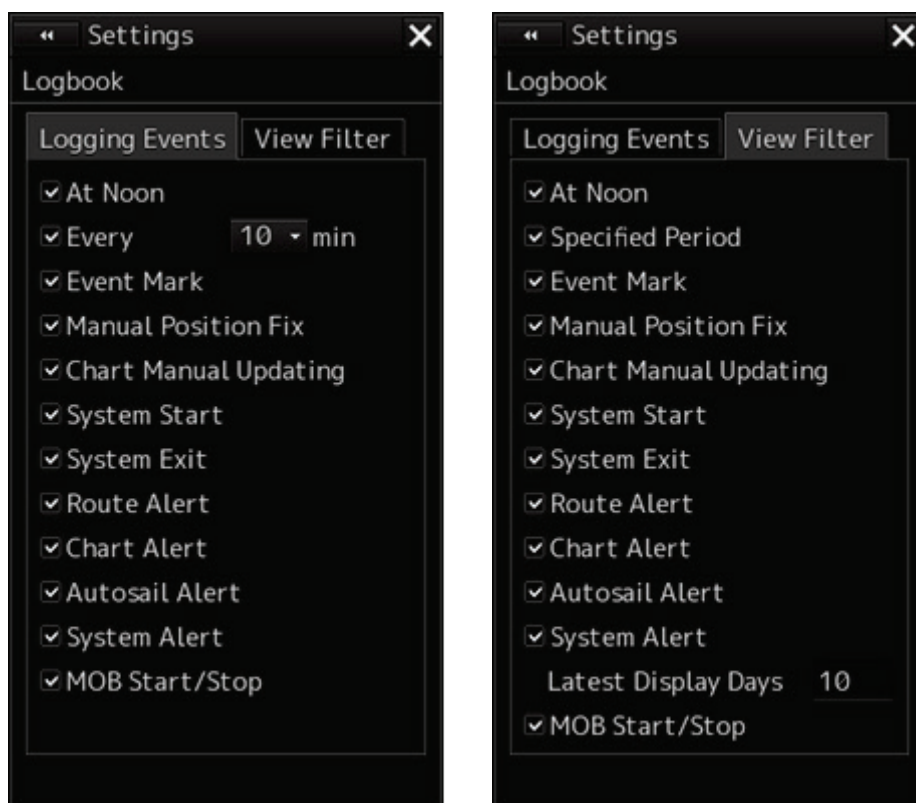 Settings
Logbook
Logging Events View Filter
At Noon
Every 10 min
Event Mark
Manual Position Fix
Chart Manual Updating
System Start
System Exit
Route Alert
Chart Alert
Autosail Alert
System Alert
MOB Start/Stop
Settings
Logbook
Logging Events View Filter
At Noon
Specified Period
Event Mark
Manual Position Fix
Chart Manual Updating
System Start
System Exit
Route Alert
Chart Alert
Autosail Alert
System Alert
Latest Display Days 10
MOB Start/Stop